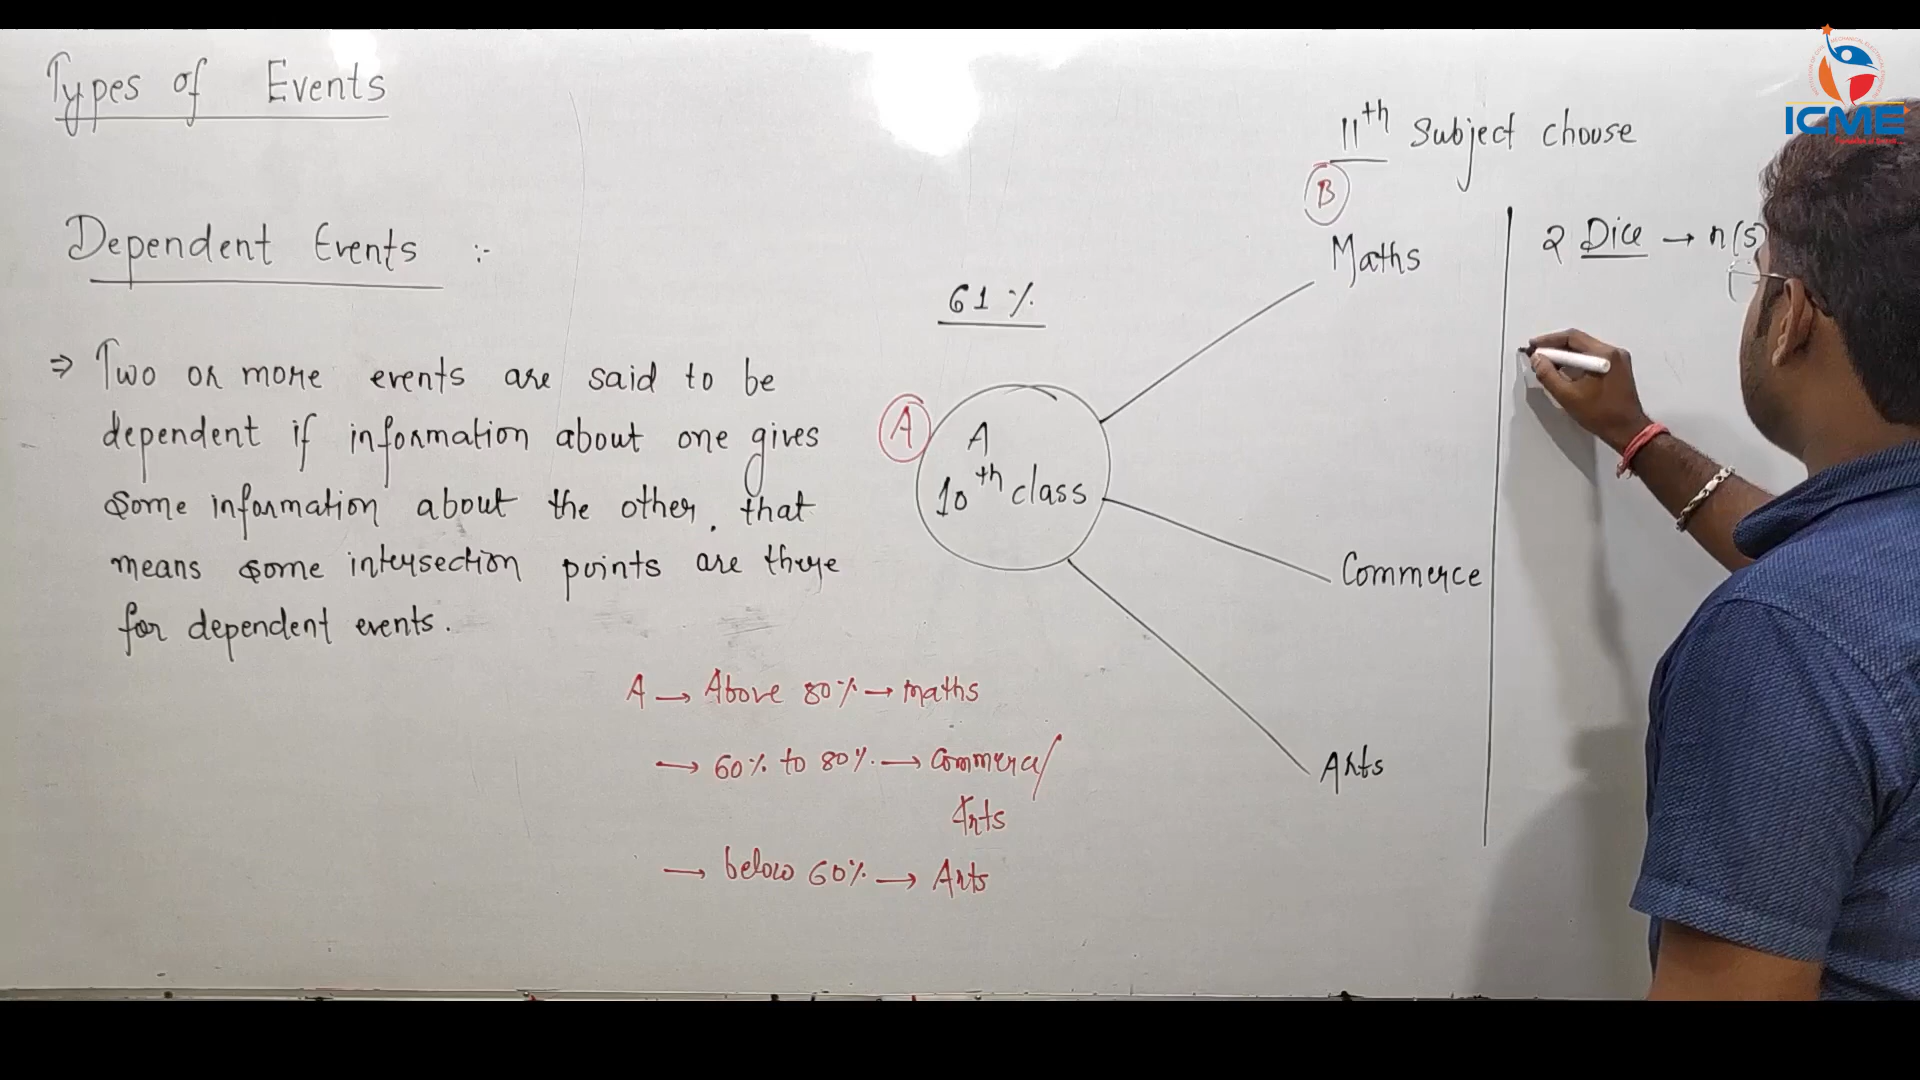 Types of Events
Dependent Events :-
⇒ Two or more events are said to be
dependent if information about one gives
some information about the other. that
means some intersection points are there
for dependent events.
61 %
A
A
10th class
11th Subject choose
B
Maths
Commerce
Arts
A → Above 80% → maths
→ 60% to 80% → Commerce/
Arts
→ below 60% → Arts
2 Dice → n(s)
ICME